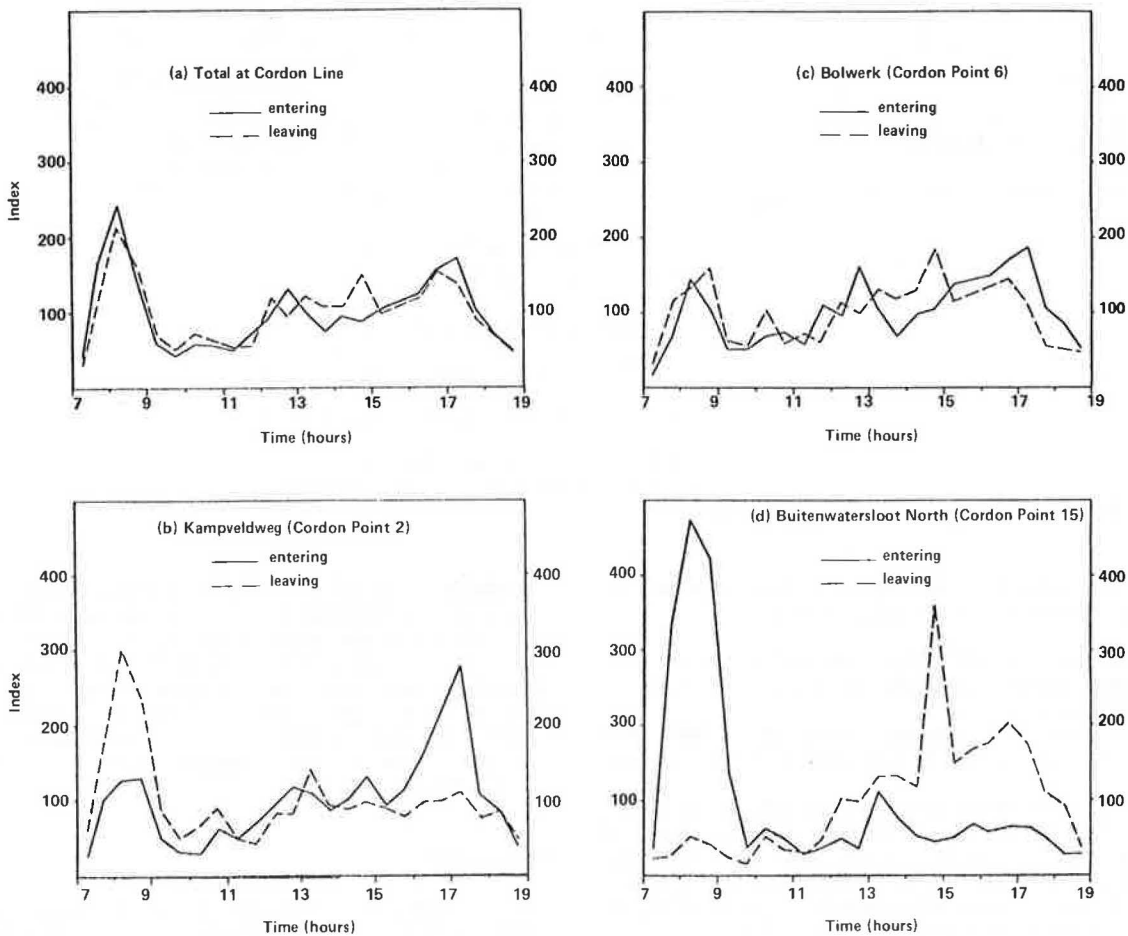 (a) Total at Cordon Line
entering
leaving
400
300
200
100
Index
400
300
200
100
7 9 11 13 15 17 19
Time (hours)
(c) Bolwerk (Cordon Point 6)
entering
leaving
400
300
200
100
400
300
200
100
7 9 11 13 15 17 19
Time (hours)
(b) Kampveldweg (Cordon Point 2)
entering
leaving
400
300
200
100
Index
400
300
200
100
7 9 11 13 15 17 19
Time (hours)
(d) Buitenwatersloot North (Cordon Point 15)
entering
leaving
400
300
300
100
400
300
200
100
7 9 11 13 15 17 19
Time (hours)